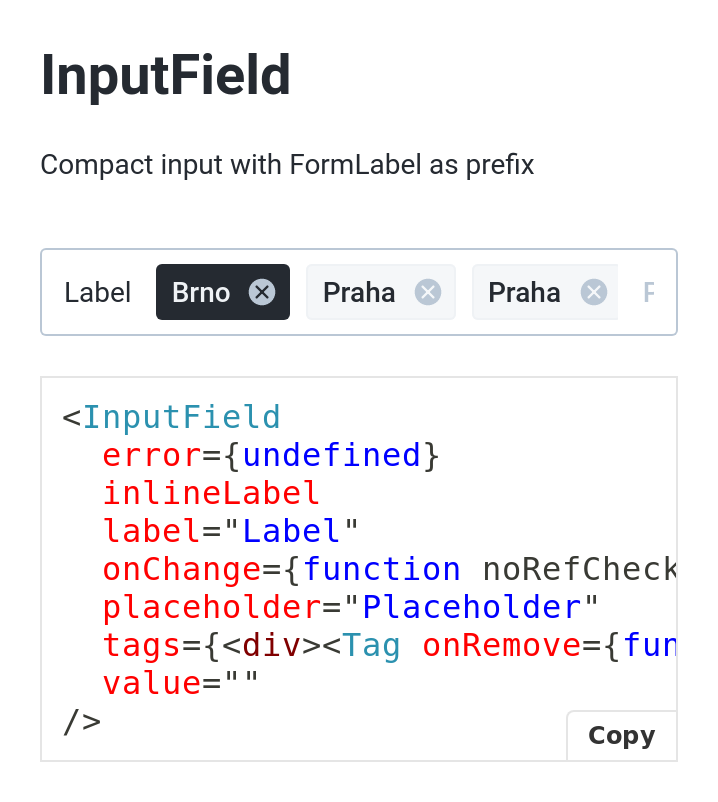 InputField
Compact input with FormLabel as prefix
Label Brno Praha Praha
<InputField
  error={undefined}
  inlineLabel
  label="Label"
  onChange={function noRefCheck
  placeholder="Placeholder"
  tags={<div><Tag onRemove={fun
  value=""
/>
Copy